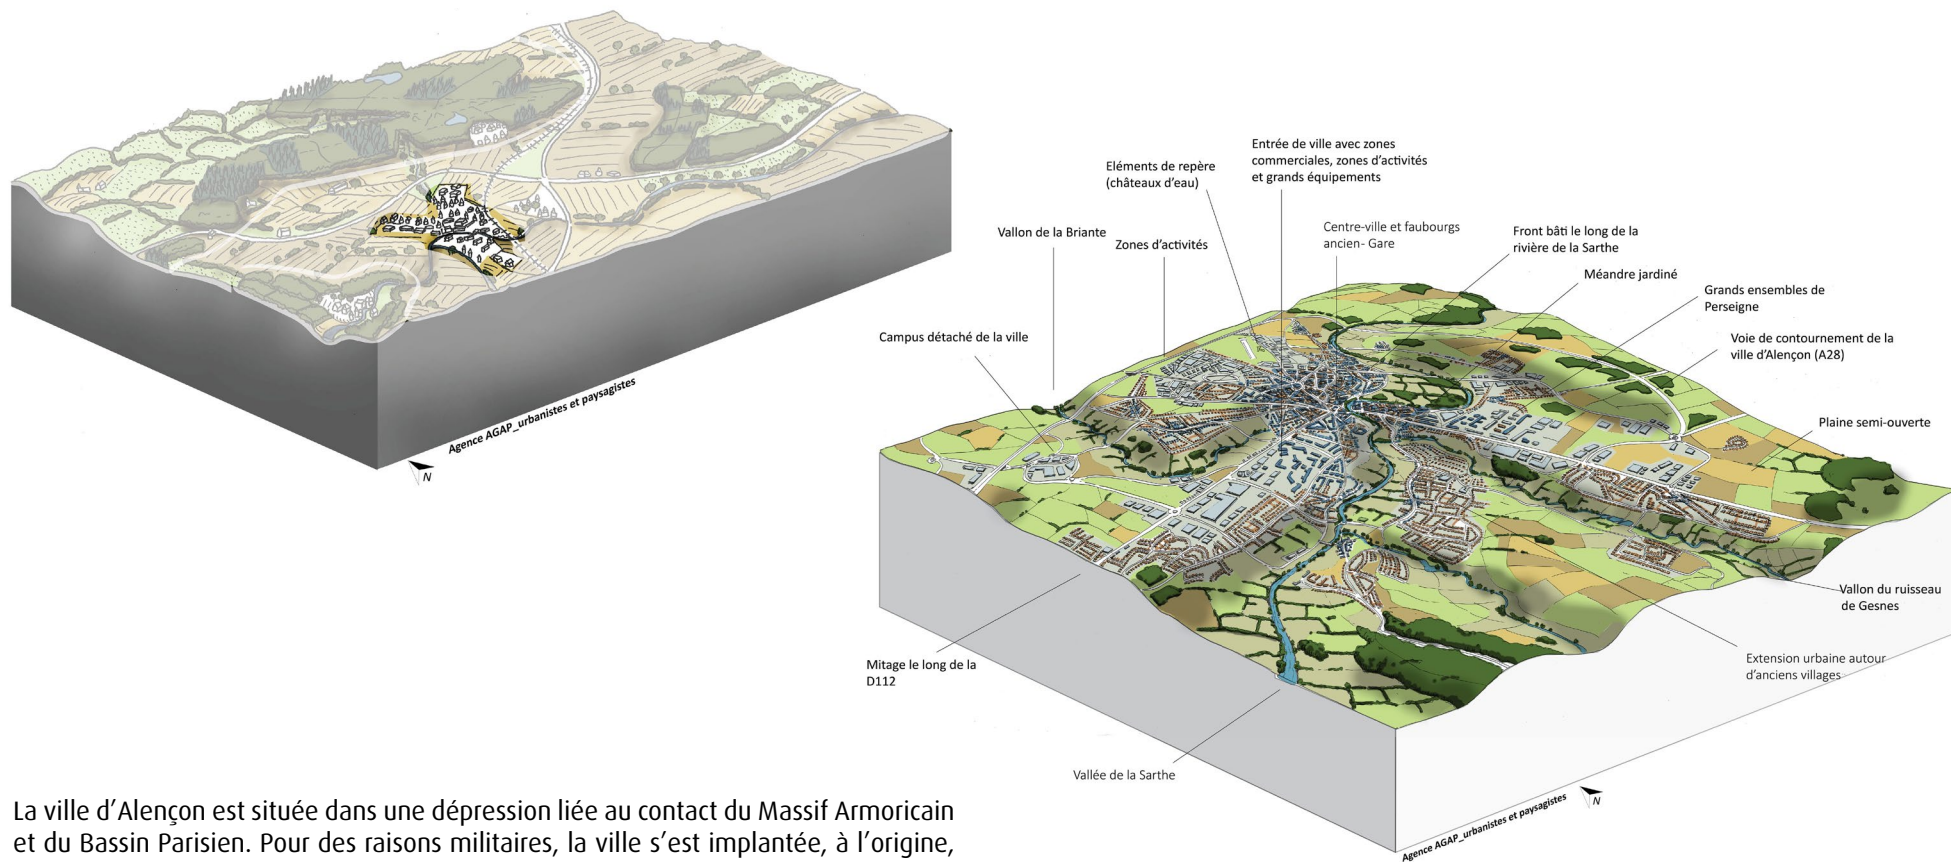 Agence AGAP_urbanistes et paysagistes
N
Entrée de ville avec zones
commerciales, zones d'activités
et grands équipements
Eléments de repère
(châteaux d'eau)
Centre-ville et faubourgs
ancien- Gare
Front bâti le long de la
rivière de la Sarthe
Vallon de la Briante
Zones d'activités
Méandre jardiné
Grands ensembles de
Perseigne
Campus détaché de la ville
Voie de contournement de la
ville d'Alençon (A28)
Plaine semi-ouverte
Vallon du ruisseau
de Gesnes
Mitage le long de la
D112
Extension urbaine autour
d'anciens villages
Vallée de la Sarthe
Agence AGAP_urbanistes et paysagistes
N
La ville d'Alençon est située dans une dépression liée au contact du Massif Armoricain
et du Bassin Parisien. Pour des raisons militaires, la ville s'est implantée, à l'origine,